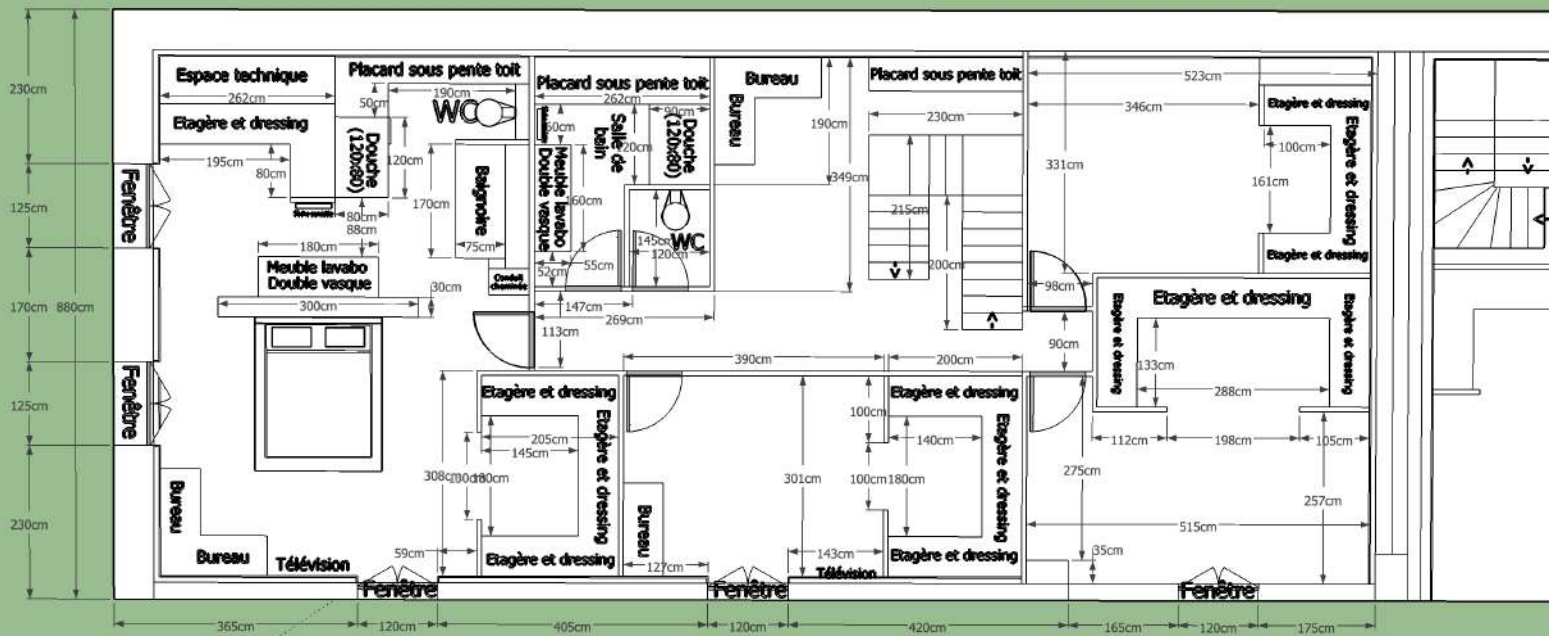 Espace technique
262cm
Placard sous pente toit
190cm
50cm
WC
Etagère et dressing
195cm
80cm
Douche
(120x80)
120cm
170cm
Baignoire
75cm
80cm
88cm
180cm
Meuble lavabo
Double vasque
300cm
30cm
Conduit
cheminée
Placard sous pente toit
262cm
90cm
60cm
Salle de
bain
120cm
Douche
(120x80)
Meuble lavabo
Double vasque
160cm
145cm
WC
120cm
52cm
55cm
147cm
269cm
113cm
Bureau
Bureau
190cm
349cm
Placard sous pente toit
230cm
215cm
200cm
523cm
346cm
331cm
Etagère et dressing
100cm
161cm
Etagère et dressing
Etagère et dressing
98cm
90cm
Etagère et dressing
Etagère et dressing
Etagère et dressing
133cm
288cm
112cm
198cm
105cm
275cm
257cm
515cm
35cm
390cm
200cm
Etagère et dressing
205cm
145cm
308cm
180cm
Etagère et dressing
Etagère et dressing
59cm
Bureau
Bureau
Télévision
301cm
Bureau
127cm
143cm
Télévision
100cm
100cm
Etagère et dressing
140cm
180cm
Etagère et dressing
Etagère et dressing
Fenêtre
Fenêtre
Fenêtre
Fenêtre
Fenêtre
230cm
125cm
170cm
880cm
125cm
230cm
365cm
120cm
405cm
120cm
420cm
165cm
120cm
175cm